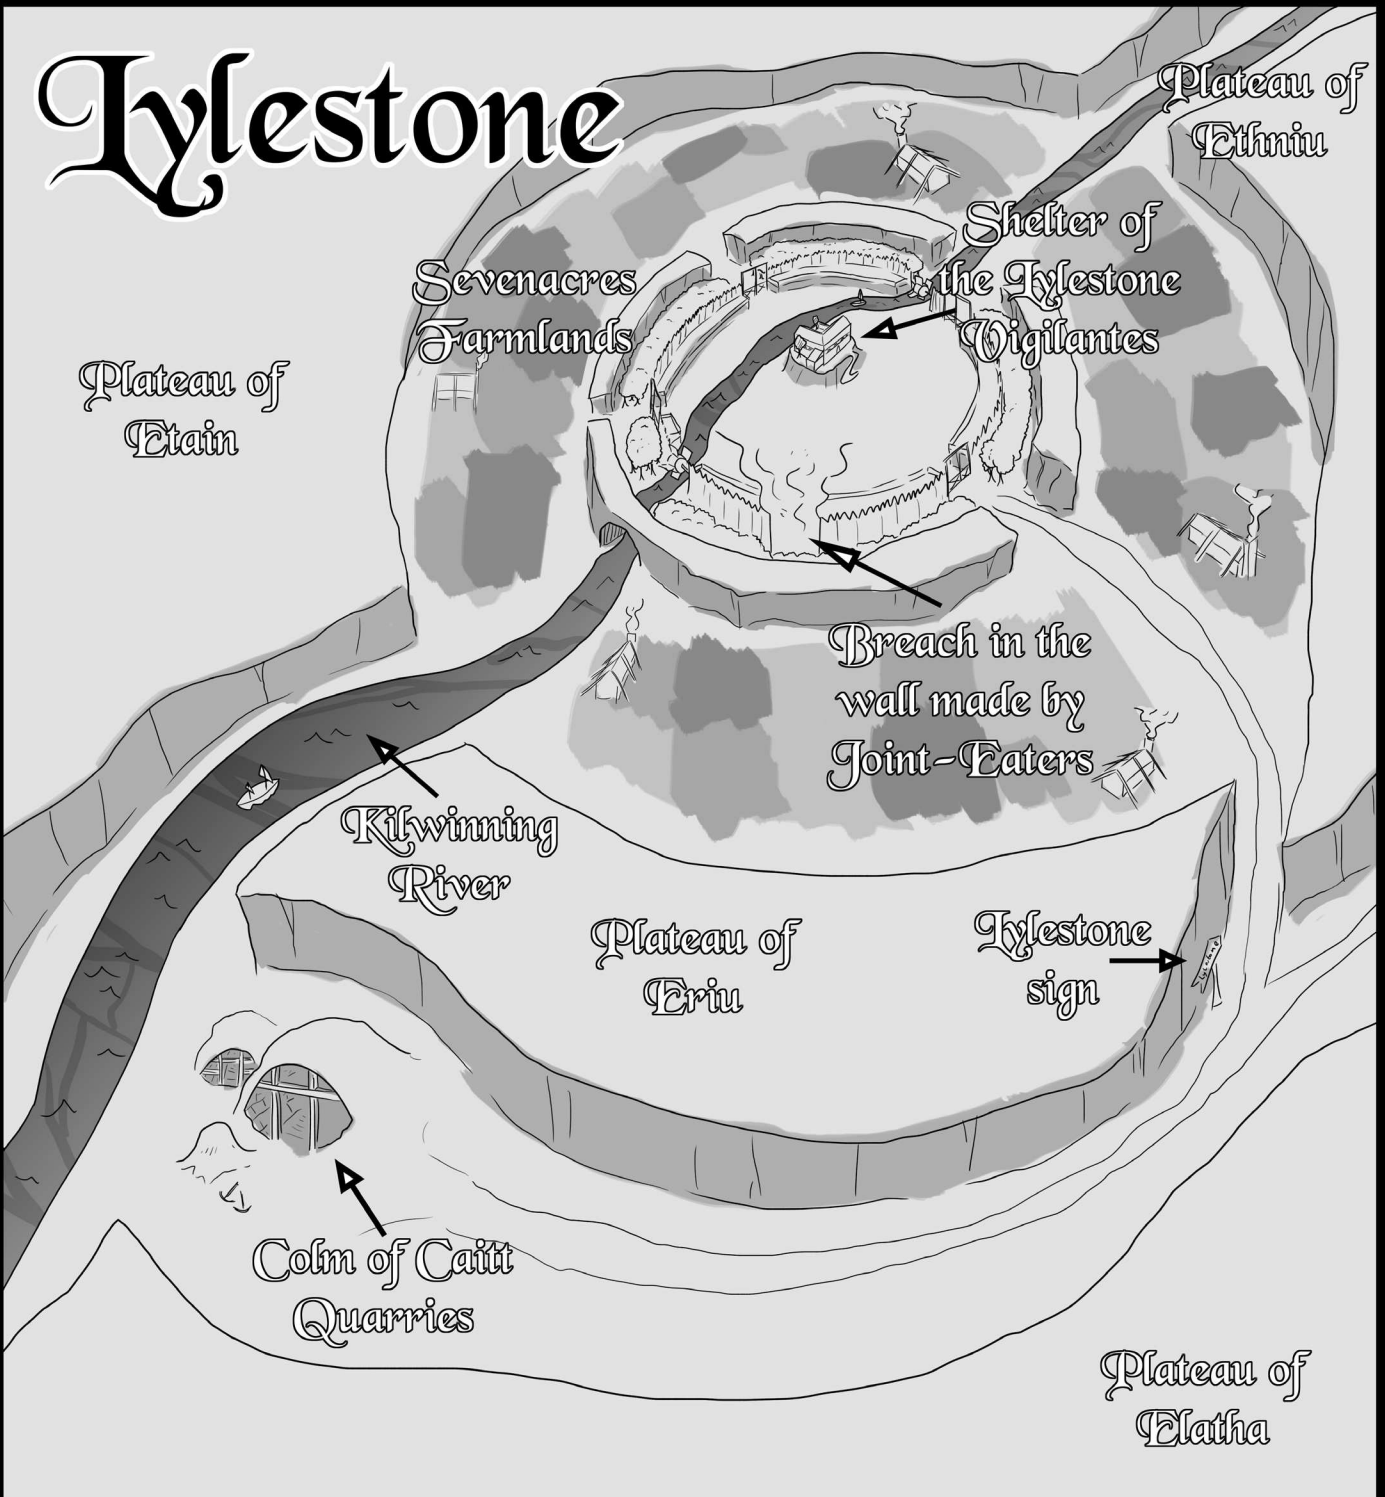 Lylestone
Plateau of
Ethniu
Shelter of
the Lylestone
Vigilantes
Sevenacres
Farmlands
Plateau of
Etain
Breach in the
wall made by
Joint-Eaters
Kilwinning
River
Plateau of
Eriu
Lylestone
sign
Lylestone
Colm of Caitt
Quarries
Plateau of
Elatha